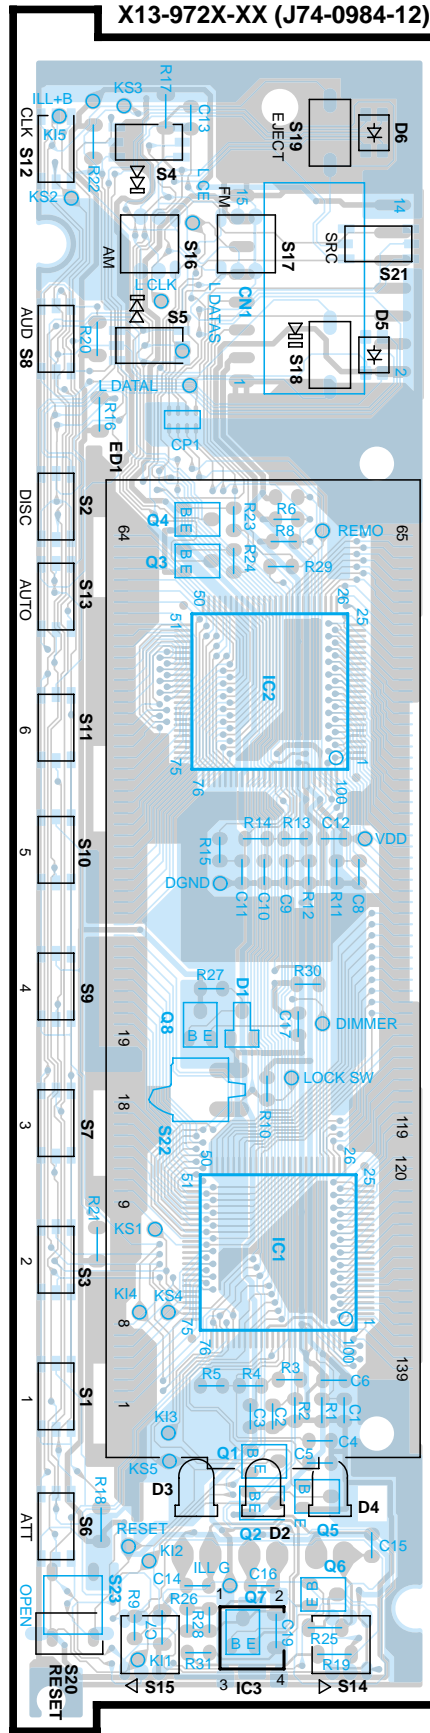 X13-972X-XX (J74-0984-12)
ILL+B
KS3
R17
C13
CLK
KI5
S12
R22
S4
EJECT
S19
D6
KS2
L CE
FM
15
14
AM
S16
S17
SRC
S21
L CLK
CN1
L DATAS
S5
AUD
S8
R20
S18
D5
L DATAL
1
2
R16
CP1
ED1
DISC
S2
64
Q4
B
E
R23
R6
R8
REMO
65
Q3
B
E
R24
R29
AUTO
S13
50
51
26
25
IC2
6
S11
75
76
1
100
5
S10
R15
R14
R13
C12
VDD
DGND
C11
C10
C9
R12
R11
C8
4
S9
R27
D1
R30
Q8
B E
C17
DIMMER
19
LOCK SW
18
S22
R10
3
S7
50
51
26
25
119
120
9
R21
KS1
IC1
2
S3
KI4
KS4
8
75
76
1
100
139
R5
R4
R3
C6
1
S1
1
C3
C2
R2
R1
C1
KI3
Q1
B
E
C5
C4
KS5
D3
B
E
B
E
D4
R18
Q2
D2
Q5
ATT
S6
RESET
KI2
C15
C14
ILL G
C16
Q6
OPEN
S23
R26
1
Q7
2
B
E
R9
C7
R28
B E
C19
R25
KI1
R31
R19
S20
RESET
S15
3
IC3
4
S14